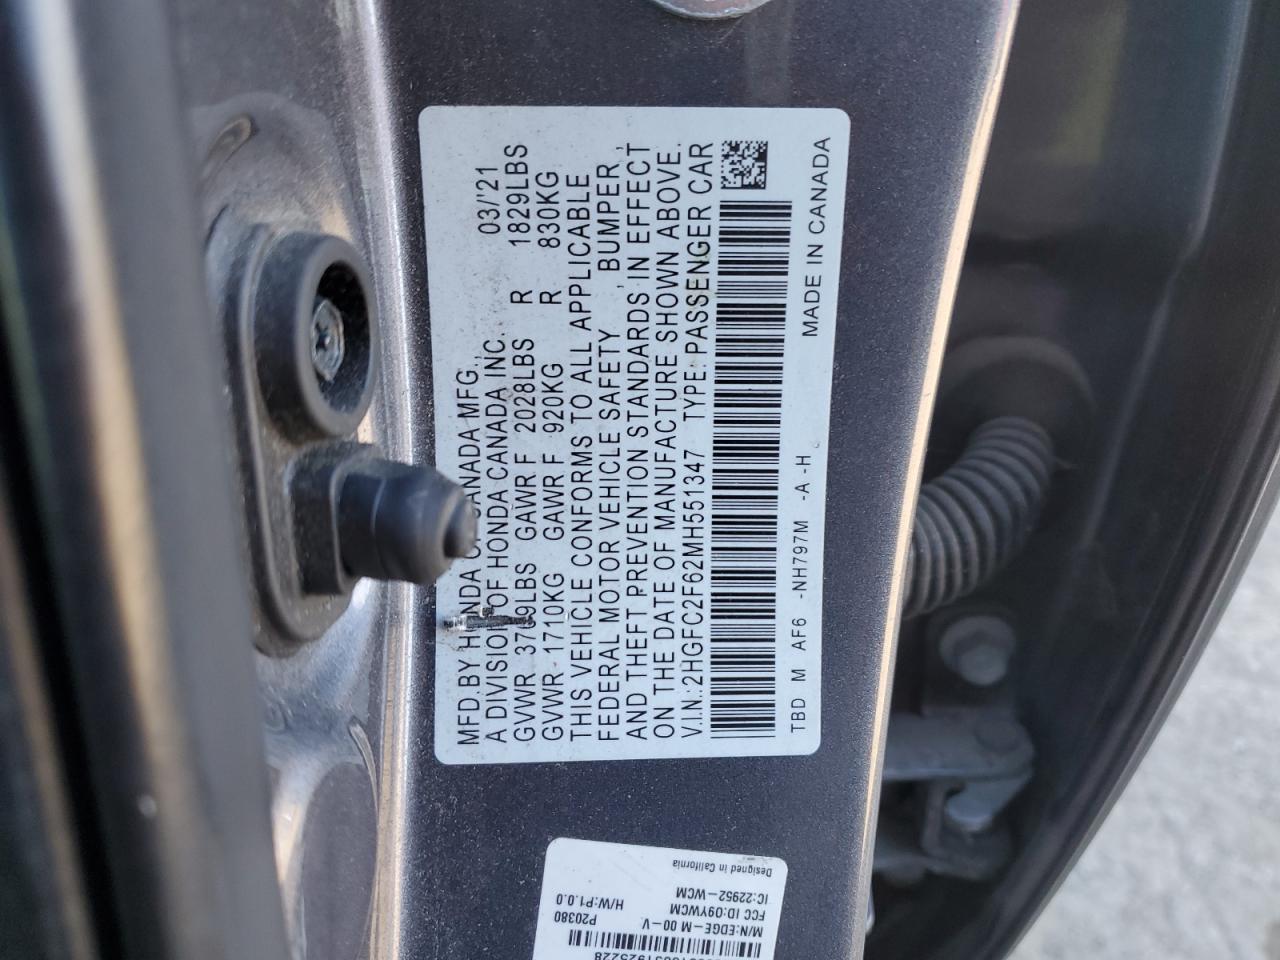 MFD.BY HONDA OF CANADA MFG.,
A DIVISION OF HONDA CANADA INC. 03/'21
GVWR 3769LBS GAWR F 2028LBS R 1829LBS
GVWR 1710KG GAWR F 920KG R 830KG
THIS VEHICLE CONFORMS TO ALL APPLICABLE
FEDERAL MOTOR VEHICLE SAFETY, BUMPER,
AND THEFT PREVENTION STANDARDS IN EFFECT
ON THE DATE OF MANUFACTURE SHOWN ABOVE.
V.I.N.:2HGFC2F62MH551347 TYPE:PASSENGER CAR
TBD M AF6 -NH797M -A -H MADE IN CANADA
M/N:EDGE-M 00-V P20380
FCC ID:O9YWCM H/W:P1.0.0
IC:22952-WCM
Designed in California